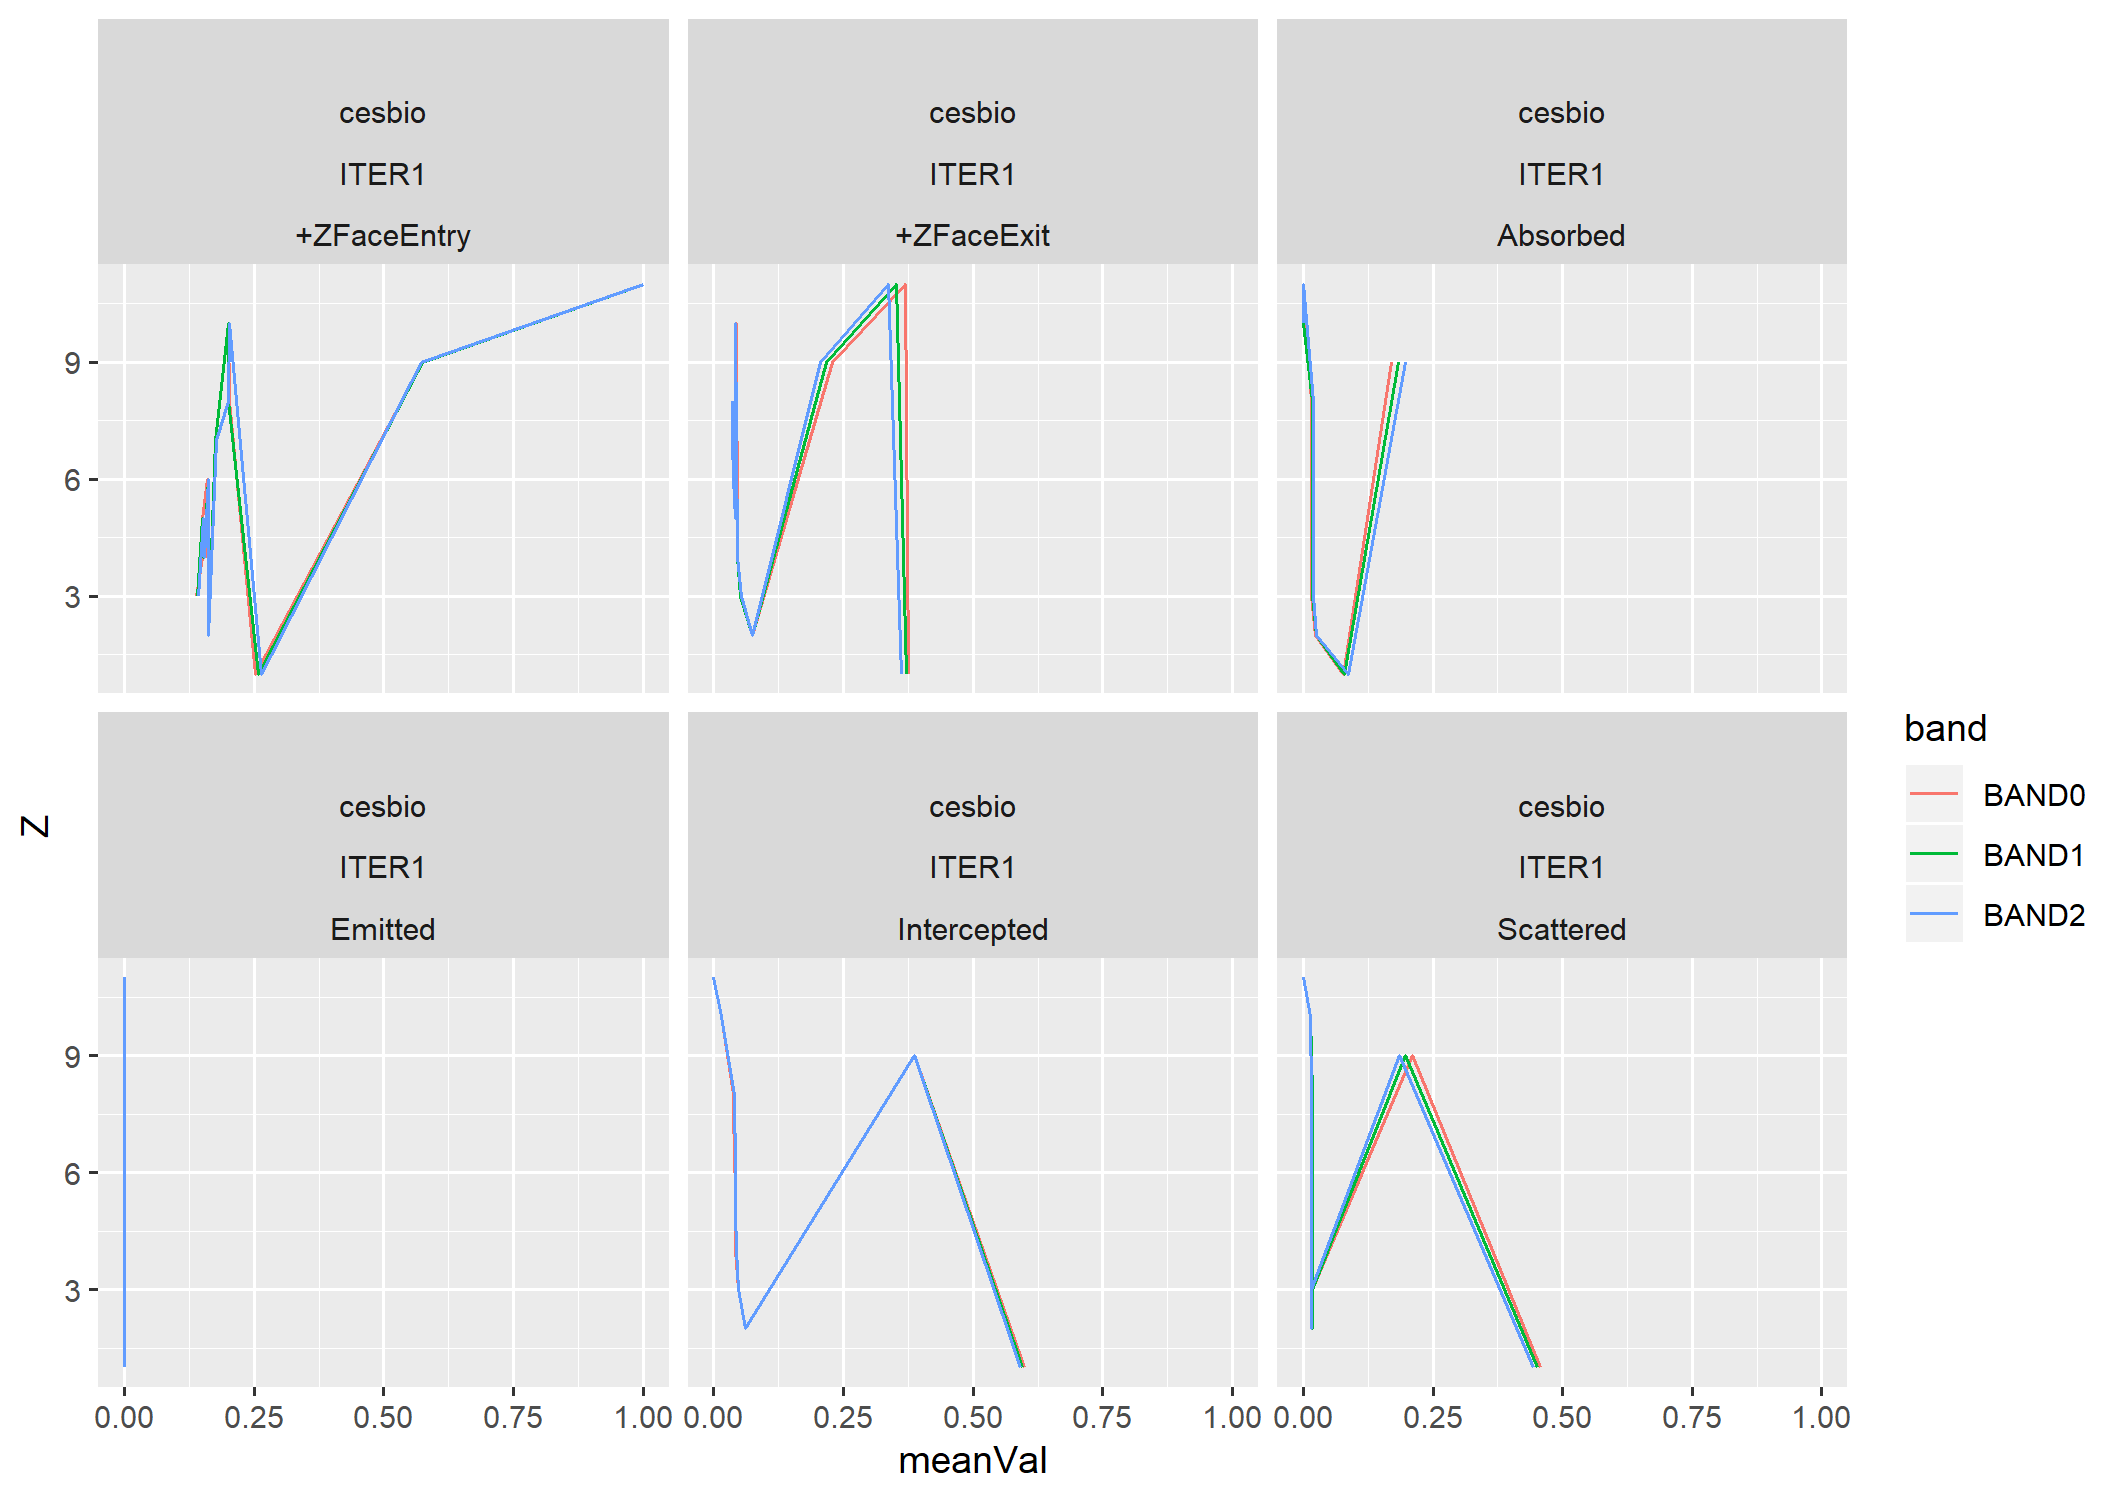 cesbio
ITER1
+ZFaceEntry
cesbio
ITER1
+ZFaceExit
cesbio
ITER1
Absorbed
9
6
3
cesbio
ITER1
Emitted
cesbio
ITER1
Intercepted
cesbio
ITER1
Scattered
9
6
3
0.00 0.25 0.50 0.75 1.00
0.00 0.25 0.50 0.75 1.00
0.00 0.25 0.50 0.75 1.00
meanVal
Z
band
BAND0
BAND1
BAND2